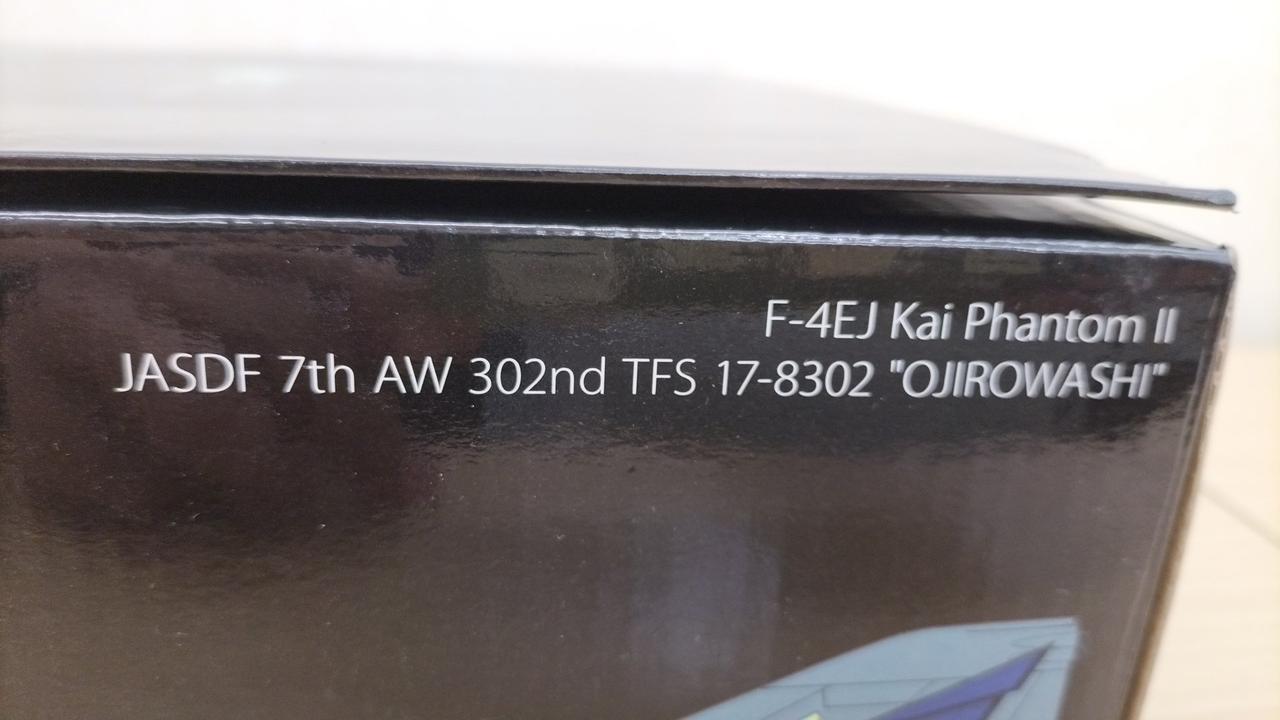 F-4EJ Kai Phantom II
JASDF 7th AW 302nd TFS 17-8302 "OJIROWASHI"